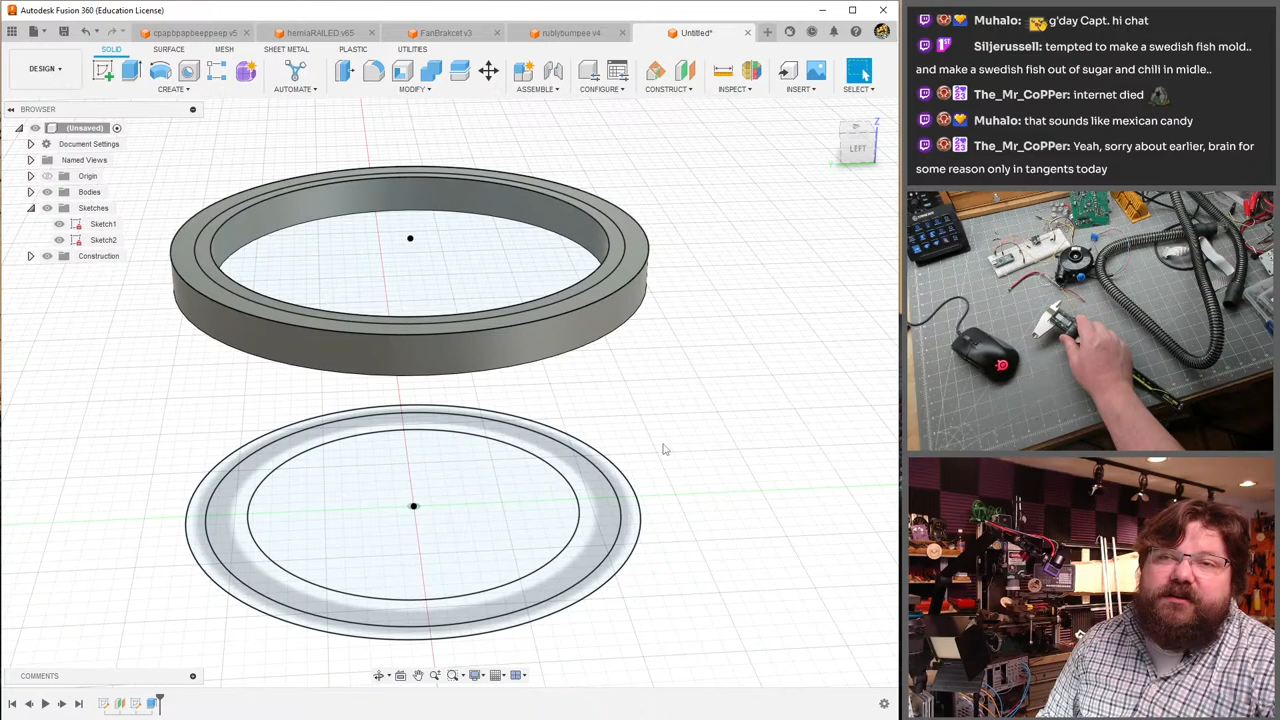 Autodesk Fusion 360 (Education License)
cpapbpapbeeppeep v5
hemiaRAILED v65
FanBrakcet v3
rublybumpee v4
Untitled*
SOLID
SURFACE
MESH
SHEET METAL
PLASTIC
UTILITIES
DESIGN
CREATE
AUTOMATE
MODIFY
ASSEMBLE
CONFIGURE
CONSTRUCT
INSPECT
INSERT
SELECT
BROWSER
(Unsaved)
Document Settings
Named Views
Origin
Bodies
Sketches
Sketch1
Sketch2
Construction
Z
LEFT
Y
COMMENTS
Muhalo: g'day Capt. hi chat
Siljerussell: tempted to make a swedish fish mold..
and make a swedish fish out of sugar and chili in midle..
The_Mr_CoPPer: internet died
Muhalo: that sounds like mexican candy
The_Mr_CoPPer: Yeah, sorry about earlier, brain for
some reason only in tangents today